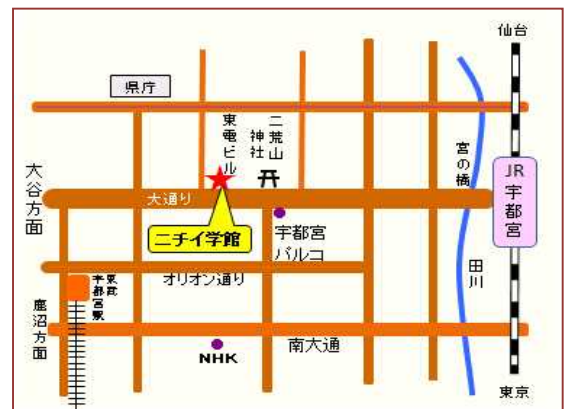 仙台
県庁
東電ビル
二荒山
神社
宮の橋
JR
宇都宮
大谷方面
大通り
ニチイ学館
宇都宮
パルコ
オリオン通り
田川
東武
宇都宮駅
鹿沼方面
南大通
NHK
東京